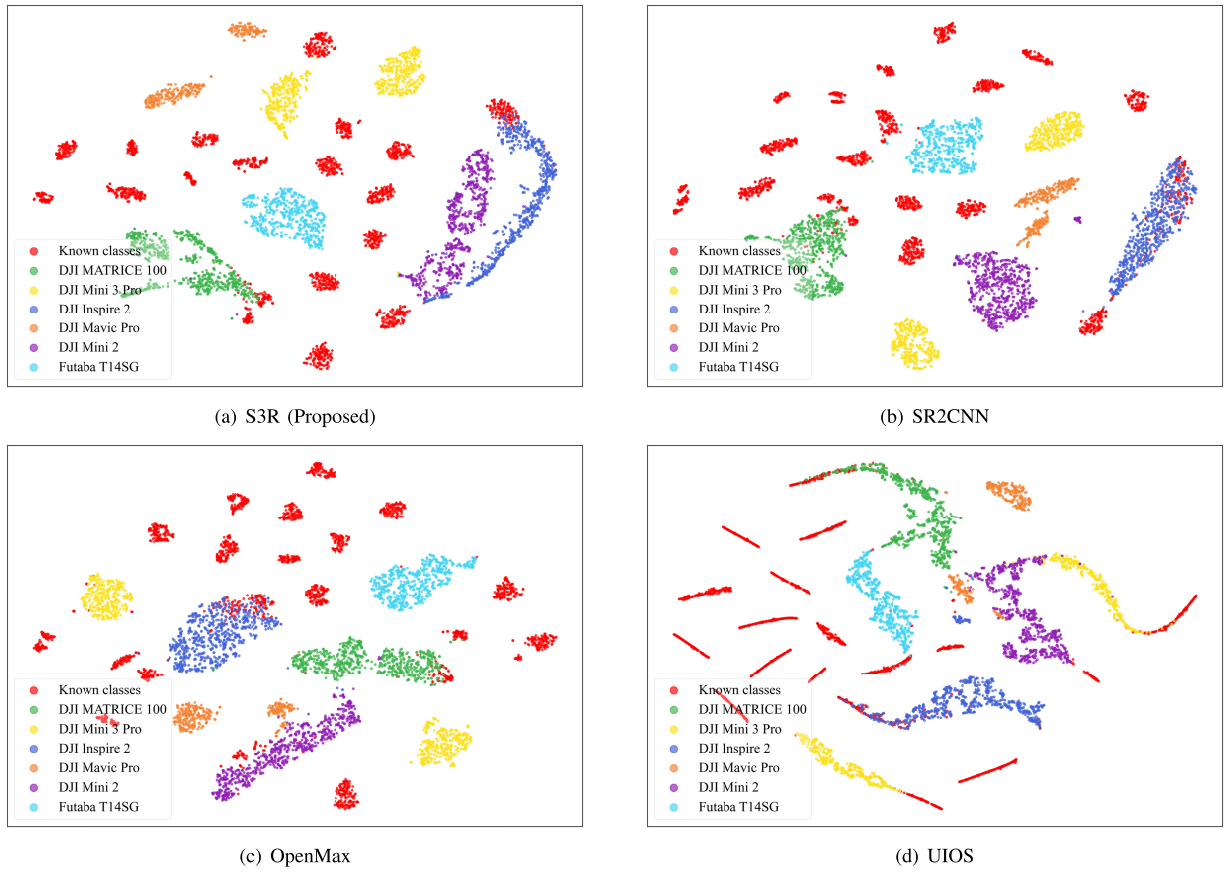 Known classes
DJI MATRICE 100
DJI Mini 3 Pro
DJI Inspire 2
DJI Mavic Pro
DJI Mini 2
Futaba T14SG
(a) S3R (Proposed)
Known classes
DJI MATRICE 100
DJI Mini 3 Pro
DJI Inspire 2
DJI Mavic Pro
DJI Mini 2
Futaba T14SG
(b) SR2CNN
Known classes
DJI MATRICE 100
DJI Mini 3 Pro
DJI Inspire 2
DJI Mavic Pro
DJI Mini 2
Futaba T14SG
(c) OpenMax
Known classes
DJI MATRICE 100
DJI Mini 3 Pro
DJI Inspire 2
DJI Mavic Pro
DJI Mini 2
Futaba T14SG
(d) UIOS